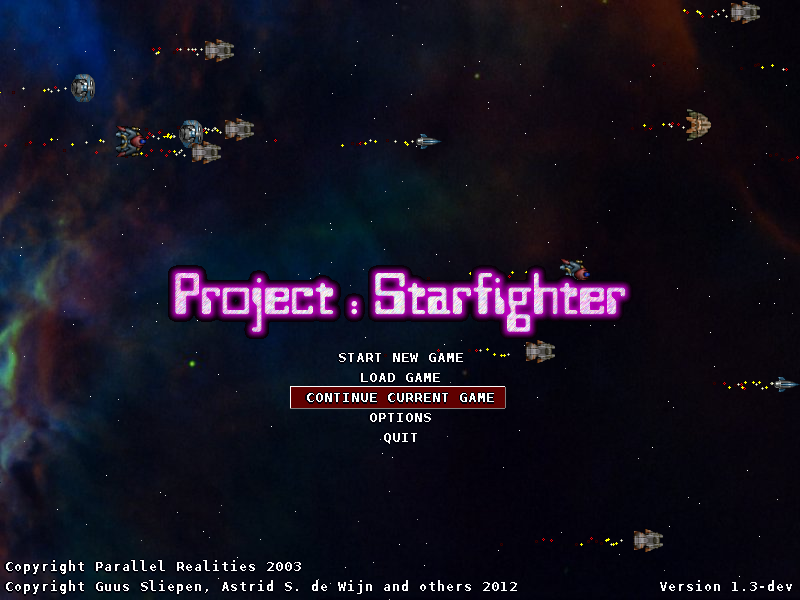 Project : Starfighter
START NEW GAME
LOAD GAME
CONTINUE CURRENT GAME
OPTIONS
QUIT
Copyright Parallel Realities 2003
Copyright Guus Sliepen, Astrid S. de Wijn and others 2012
Version 1.3-dev